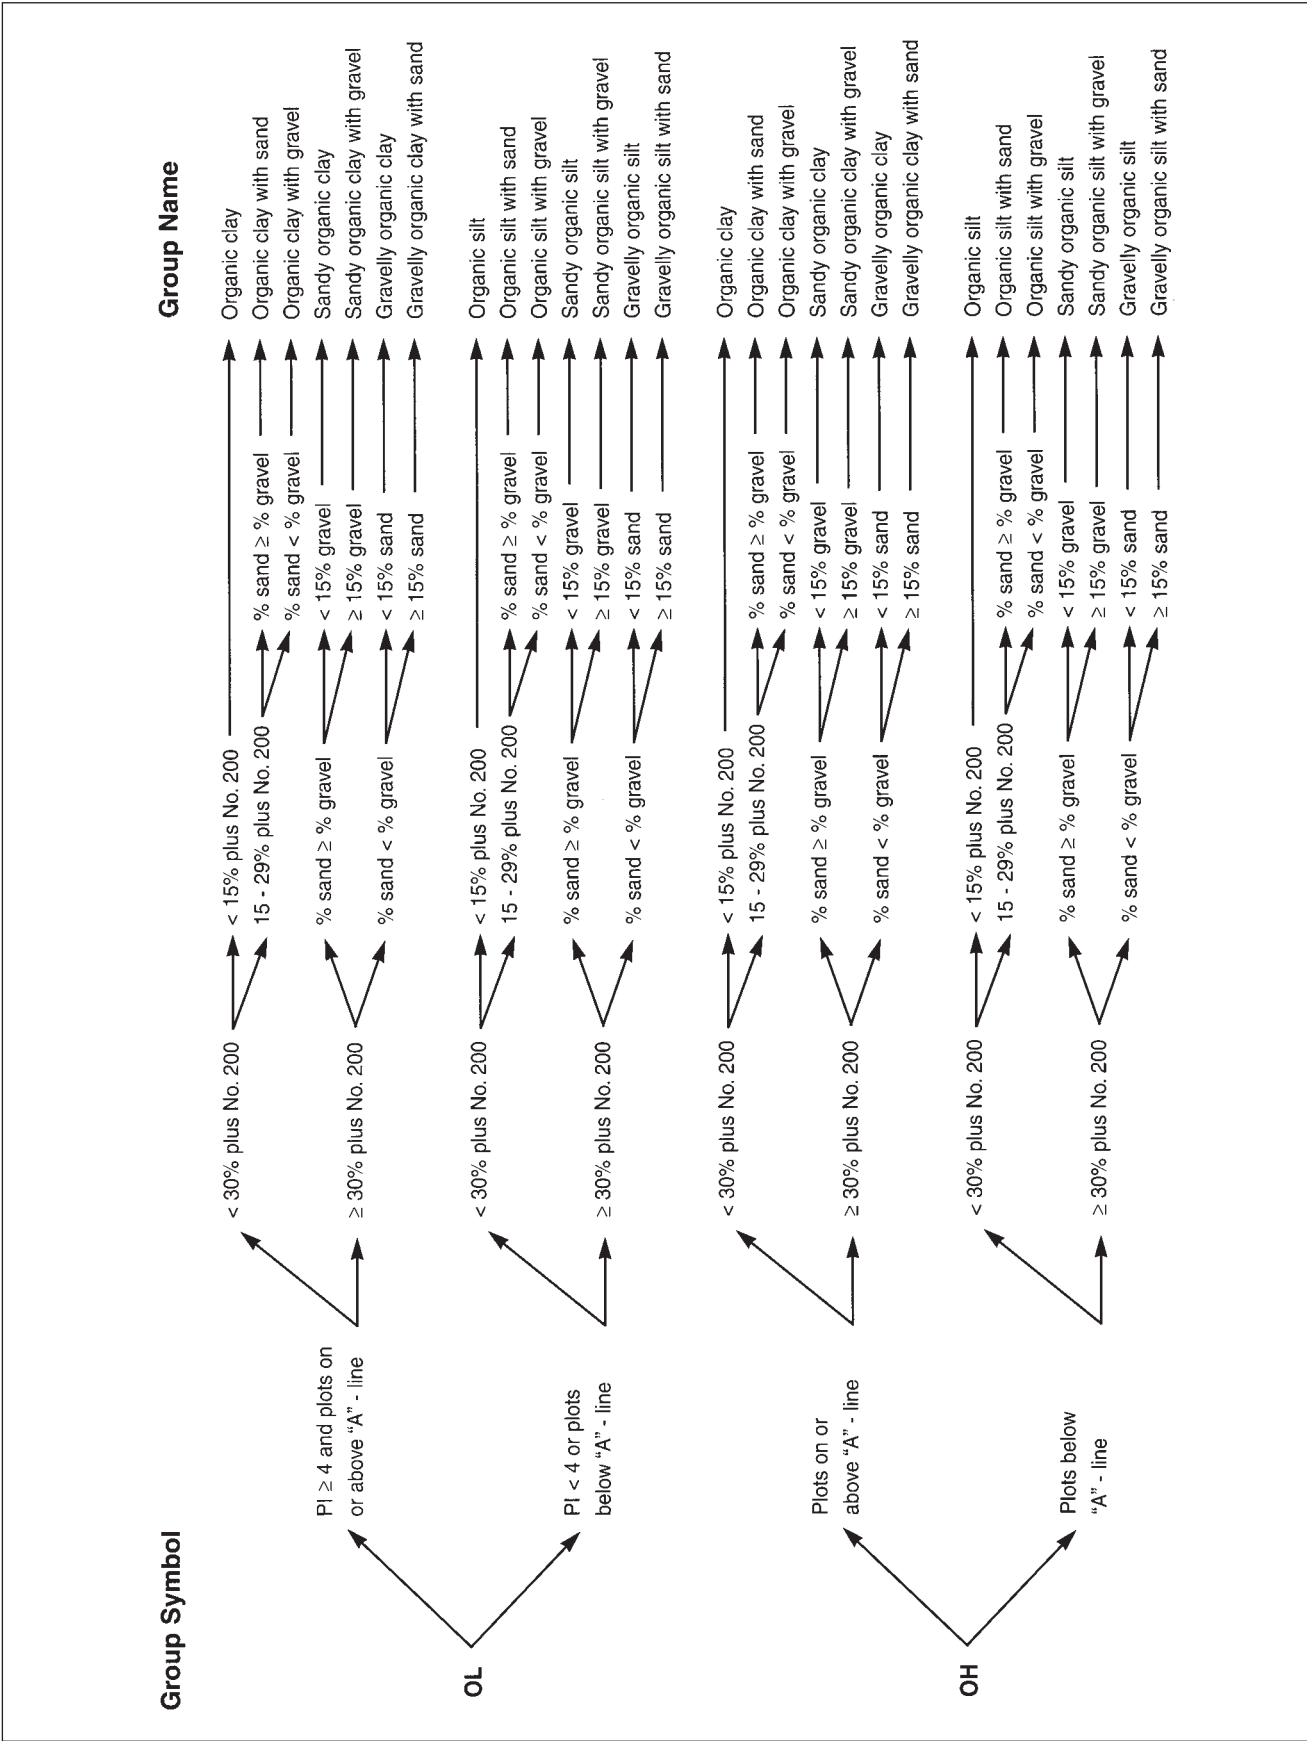 Group Symbol
Group Name
OL
PI ≥ 4 and plots on
or above “A” - line
< 30% plus No. 200
< 15% plus No. 200
Organic clay
15 - 29% plus No. 200
% sand ≥ % gravel
Organic clay with sand
% sand < % gravel
Organic clay with gravel
≥ 30% plus No. 200
% sand ≥ % gravel
< 15% gravel
Sandy organic clay
≥ 15% gravel
Sandy organic clay with gravel
% sand < % gravel
< 15% sand
Gravelly organic clay
≥ 15% sand
Gravelly organic clay with sand
PI < 4 or plots
below “A” - line
< 30% plus No. 200
< 15% plus No. 200
Organic silt
15 - 29% plus No. 200
% sand ≥ % gravel
Organic silt with sand
% sand < % gravel
Organic silt with gravel
≥ 30% plus No. 200
% sand ≥ % gravel
< 15% gravel
Sandy organic silt
≥ 15% gravel
Sandy organic silt with gravel
% sand < % gravel
< 15% sand
Gravelly organic silt
≥ 15% sand
Gravelly organic silt with sand
OH
Plots on or
above “A” - line
< 30% plus No. 200
< 15% plus No. 200
Organic clay
15 - 29% plus No. 200
% sand ≥ % gravel
Organic clay with sand
% sand < % gravel
Organic clay with gravel
≥ 30% plus No. 200
% sand ≥ % gravel
< 15% gravel
Sandy organic clay
≥ 15% gravel
Sandy organic clay with gravel
% sand < % gravel
< 15% sand
Gravelly organic clay
≥ 15% sand
Gravelly organic clay with sand
Plots below
“A” - line
< 30% plus No. 200
< 15% plus No. 200
Organic silt
15 - 29% plus No. 200
% sand ≥ % gravel
Organic silt with sand
% sand < % gravel
Organic silt with gravel
≥ 30% plus No. 200
% sand ≥ % gravel
< 15% gravel
Sandy organic silt
≥ 15% gravel
Sandy organic silt with gravel
% sand < % gravel
< 15% sand
Gravelly organic silt
≥ 15% sand
Gravelly organic silt with sand